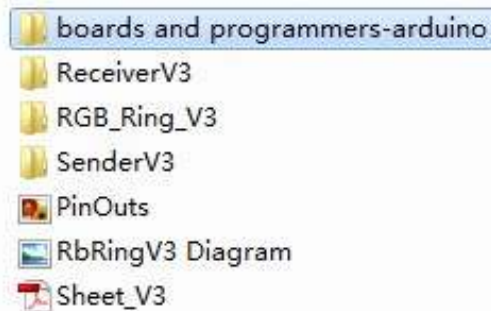 boards and programmers-arduino
ReceiverV3
RGB_Ring_V3
SenderV3
PinOuts
RbRingV3 Diagram
Sheet_V3